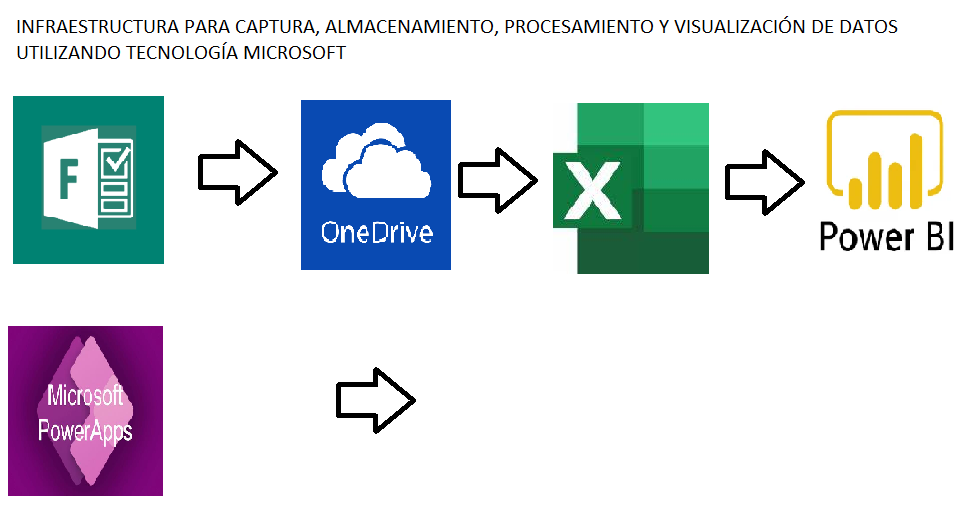 INFRAESTRUCTURA PARA CAPTURA, ALMACENAMIENTO, PROCESAMIENTO Y VISUALIZACIÓN DE DATOS
UTILIZANDO TECNOLOGÍA MICROSOFT
F
OneDrive
X
Power BI
Microsoft
PowerApps